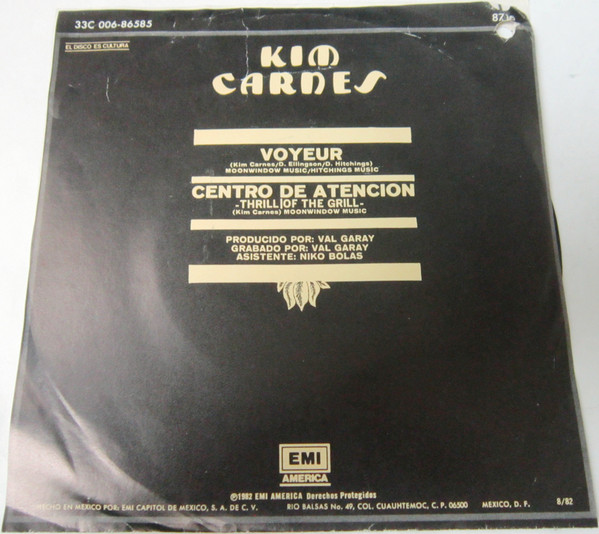 33C 006-86585
EL DISCO ES CULTURA
KIM
CARNES
VOYEUR
(Kim Carnes/D. Ellingson/D. Hitchings)
MOONWINDOW MUSIC/HITCHINGS MUSIC
CENTRO DE ATENCION
-THRILL OF THE GRILL-
(Kim Carnes) MOONWINDOW MUSIC
PRODUCIDO POR: VAL GARAY
GRABADO POR: VAL GARAY
ASISTENTE: NIKO BOLAS
EMI
AMERICA
Ⓟ1982 EMI AMERICA Derechos Protegidos
HECHO EN MEXICO POR: EMI CAPITOL DE MEXICO, S. A. DE C. V. RIO BALSAS No. 49, COL. CUAUHTEMOC, C. P. 06500 MEXICO, D. F. 8/82